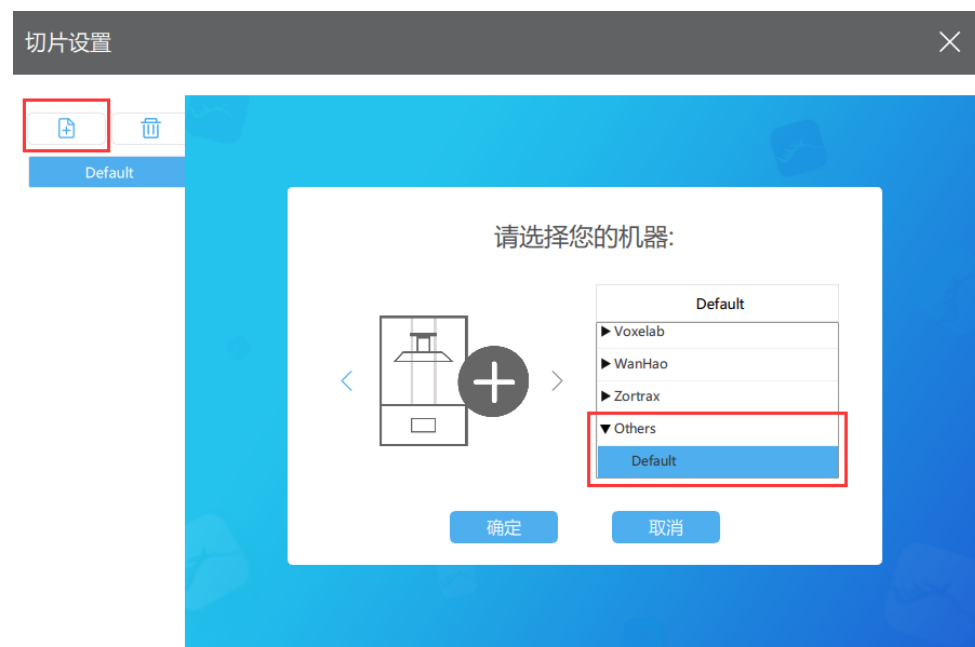 切片设置
Default
请选择您的机器:
Default
Voxelab
WanHao
Zortrax
Others
Default
确定
取消